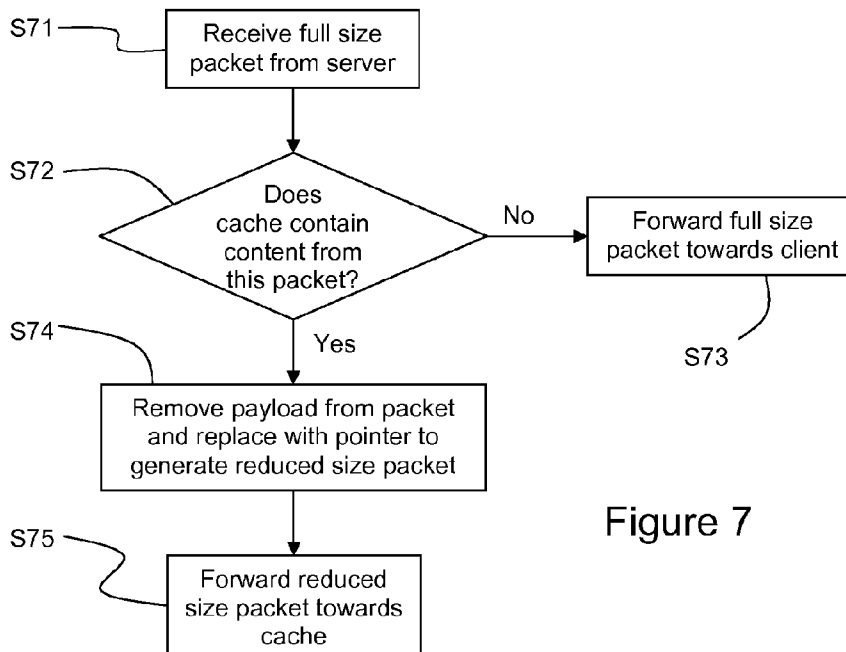 S71
Receive full size
packet from server
S72
Does
cache contain
content from
this packet?
No
Forward full size
packet towards client
S73
Yes
S74
Remove payload from packet
and replace with pointer to
generate reduced size packet
S75
Forward reduced
size packet towards
cache
Figure 7